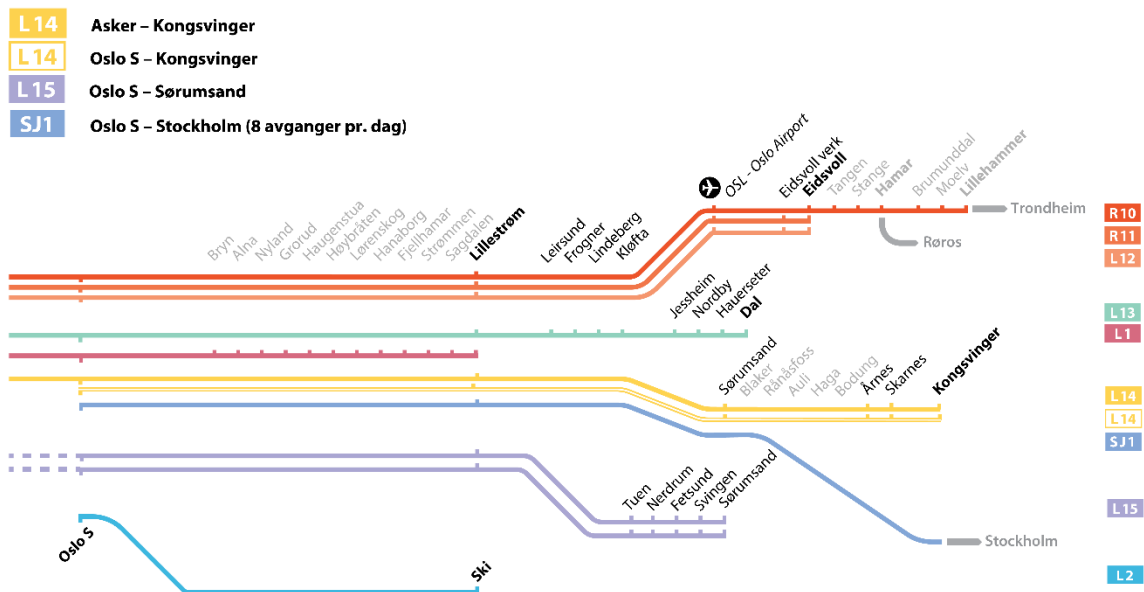 L14 Asker – Kongsvinger
L14 Oslo S – Kongsvinger
L15 Oslo S – Sørumsand
SJ1 Oslo S – Stockholm (8 avganger pr. dag)
OSL - Oslo Airport
Eidsvoll verk
Eidsvoll
Tangen
Stange
Hamar
Brumunddal
Moelv
Lillehammer
Trondheim
Røros
R10
R11
L12
Bryn
Alna
Nyland
Grorud
Haugenstua
Høybråten
Lørenskog
Hanaborg
Fjellhamar
Strømmen
Sagdalen
Lillestrøm
Leirsund
Frogner
Lindeberg
Kløfta
Jessheim
Nordby
Hauerseter
Dal
L13
L1
Sørumsand
Blaker
Rånåsfoss
Auli
Haga
Bodung
Årnes
Skarnes
Kongsvinger
L14
L14
SJ1
Tuen
Nerdrum
Fetsund
Svingen
Sørumsand
L15
Stockholm
Oslo S
Ski
L2